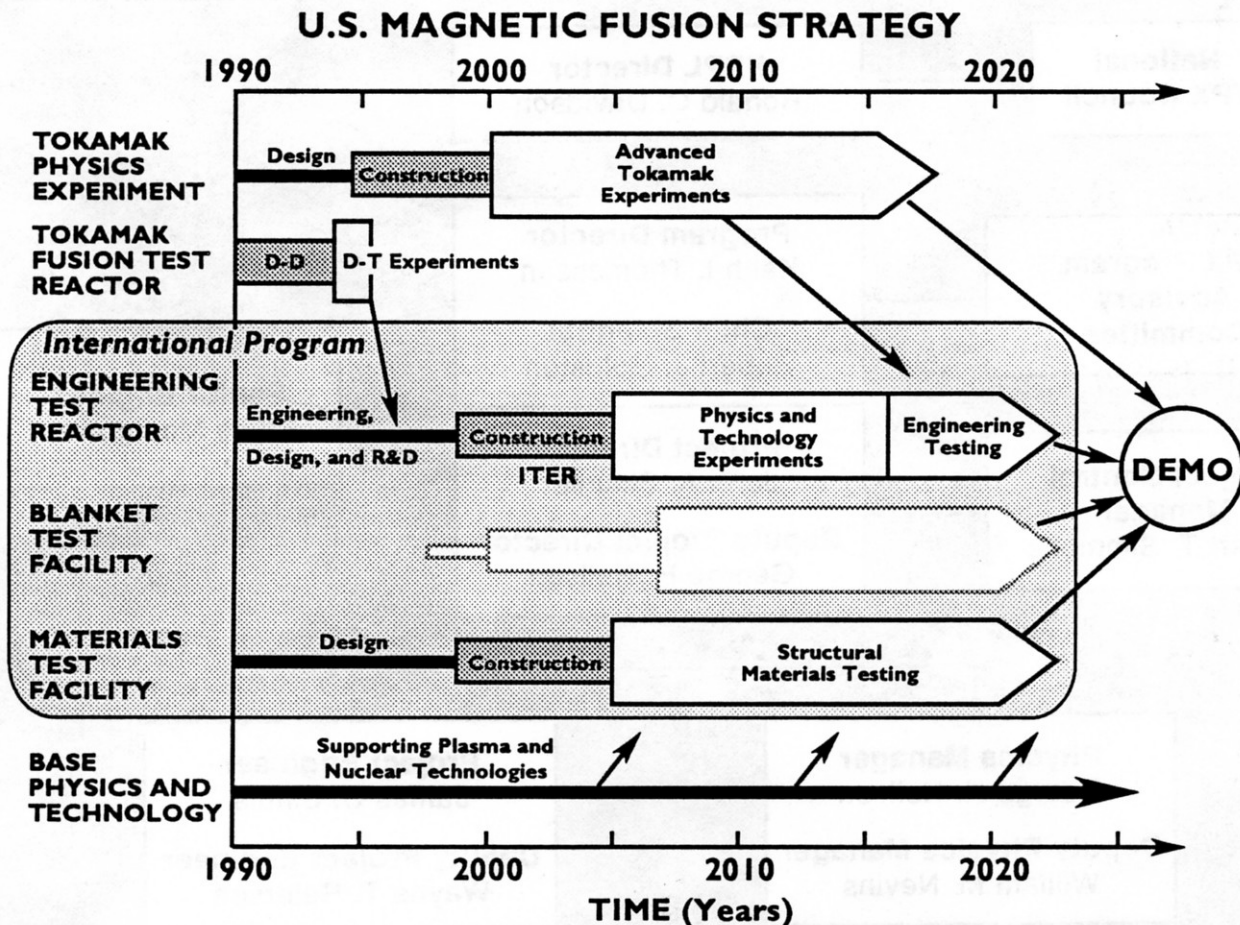 U.S. MAGNETIC FUSION STRATEGY
1990 2000 2010 2020
TOKAMAK
PHYSICS
EXPERIMENT
Design
Construction
Advanced
Tokamak
Experiments
TOKAMAK
FUSION TEST
REACTOR
D-D
D-T Experiments
International Program
ENGINEERING
TEST
REACTOR
Engineering,
Design, and R&D
Construction
ITER
Physics and
Technology
Experiments
Engineering
Testing
DEMO
BLANKET
TEST
FACILITY
MATERIALS
TEST
FACILITY
Design
Construction
Structural
Materials Testing
BASE
PHYSICS AND
TECHNOLOGY
Supporting Plasma and
Nuclear Technologies
1990 2000 2010 2020
TIME (Years)